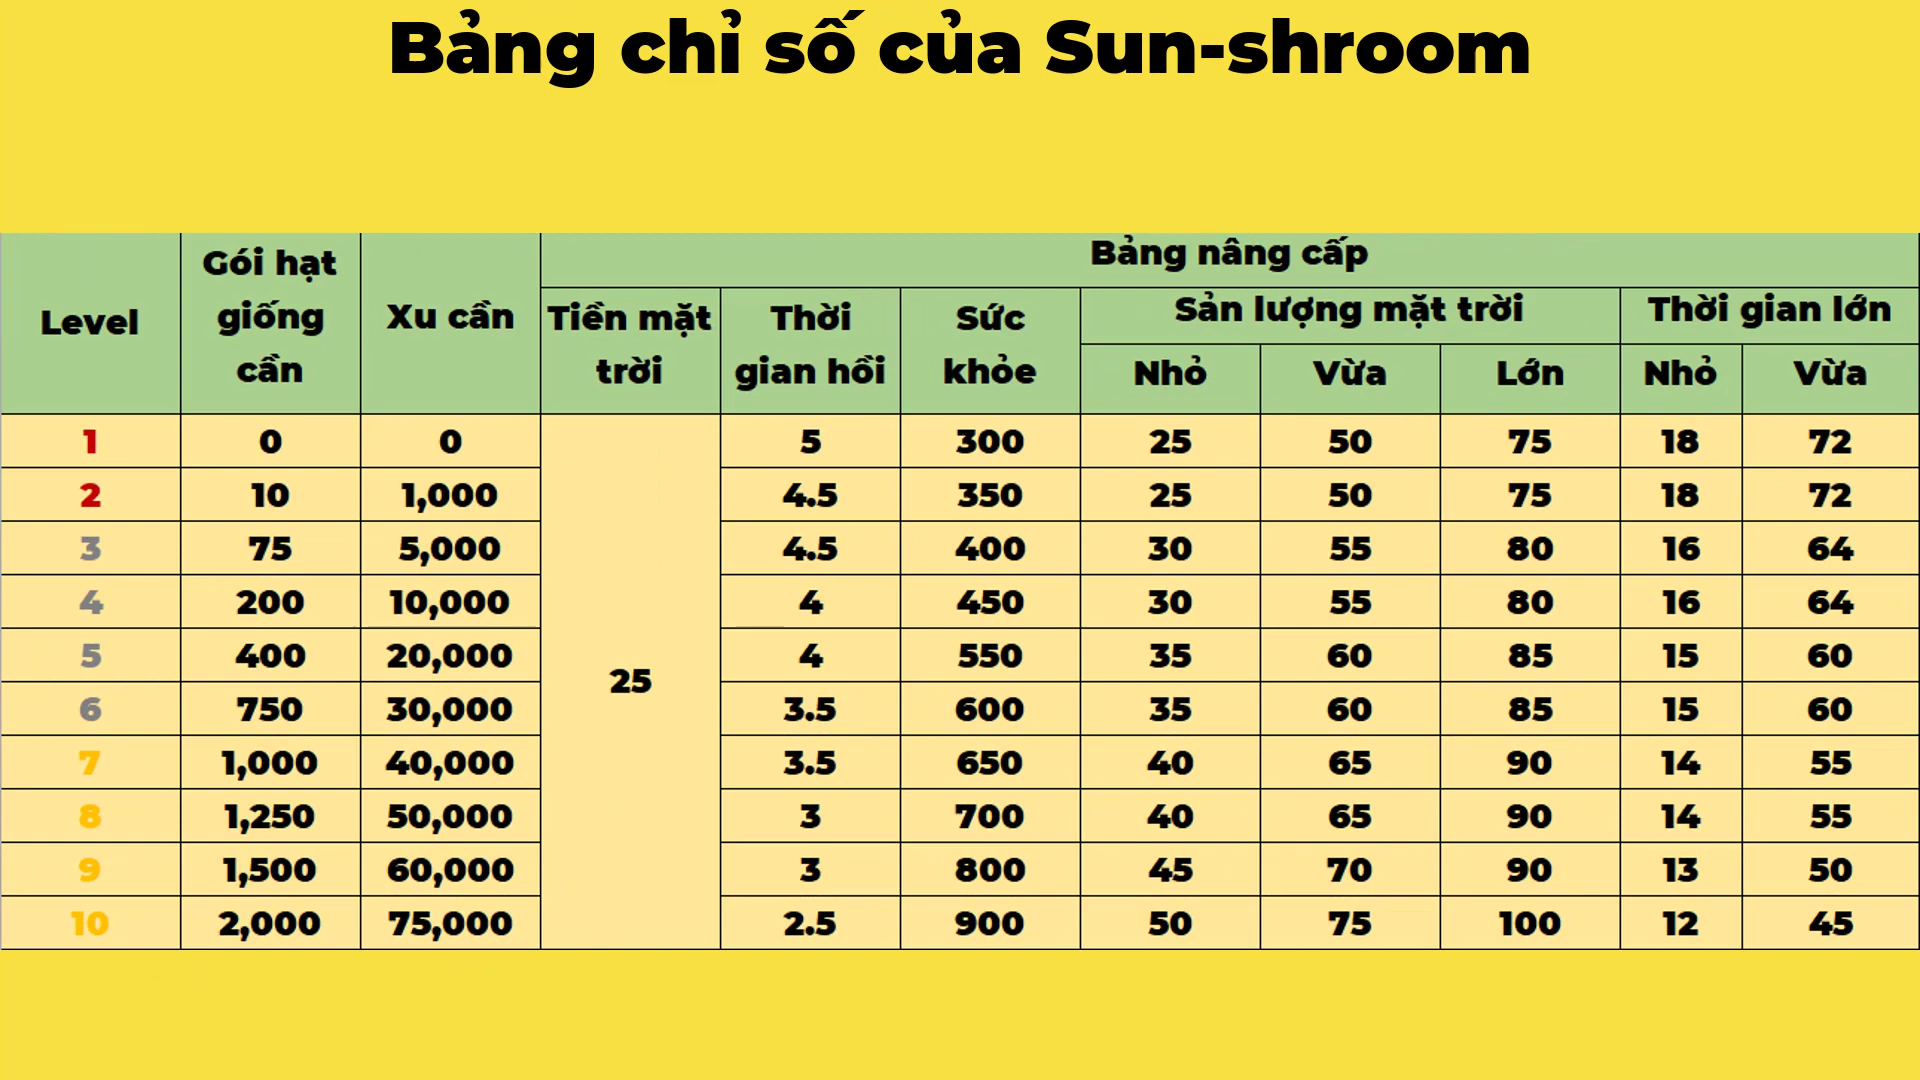 Bảng chỉ số của Sun-shroom
Bảng nâng cấp
Level Gói hạt giống cần Xu cần Tiền mặt trời Thời gian hồi Sức khỏe Sản lượng mặt trời Thời gian lớn
Nhỏ Vừa Lớn Nhỏ Vừa
1 0 0 5 300 25 50 75 18 72
2 10 1,000 4.5 350 25 50 75 18 72
3 75 5,000 4.5 400 30 55 80 16 64
4 200 10,000 4 450 30 55 80 16 64
5 400 20,000 4 550 35 60 85 15 60
25
6 750 30,000 3.5 600 35 60 85 15 60
7 1,000 40,000 3.5 650 40 65 90 14 55
8 1,250 50,000 3 700 40 65 90 14 55
9 1,500 60,000 3 800 45 70 90 13 50
10 2,000 75,000 2.5 900 50 75 100 12 45